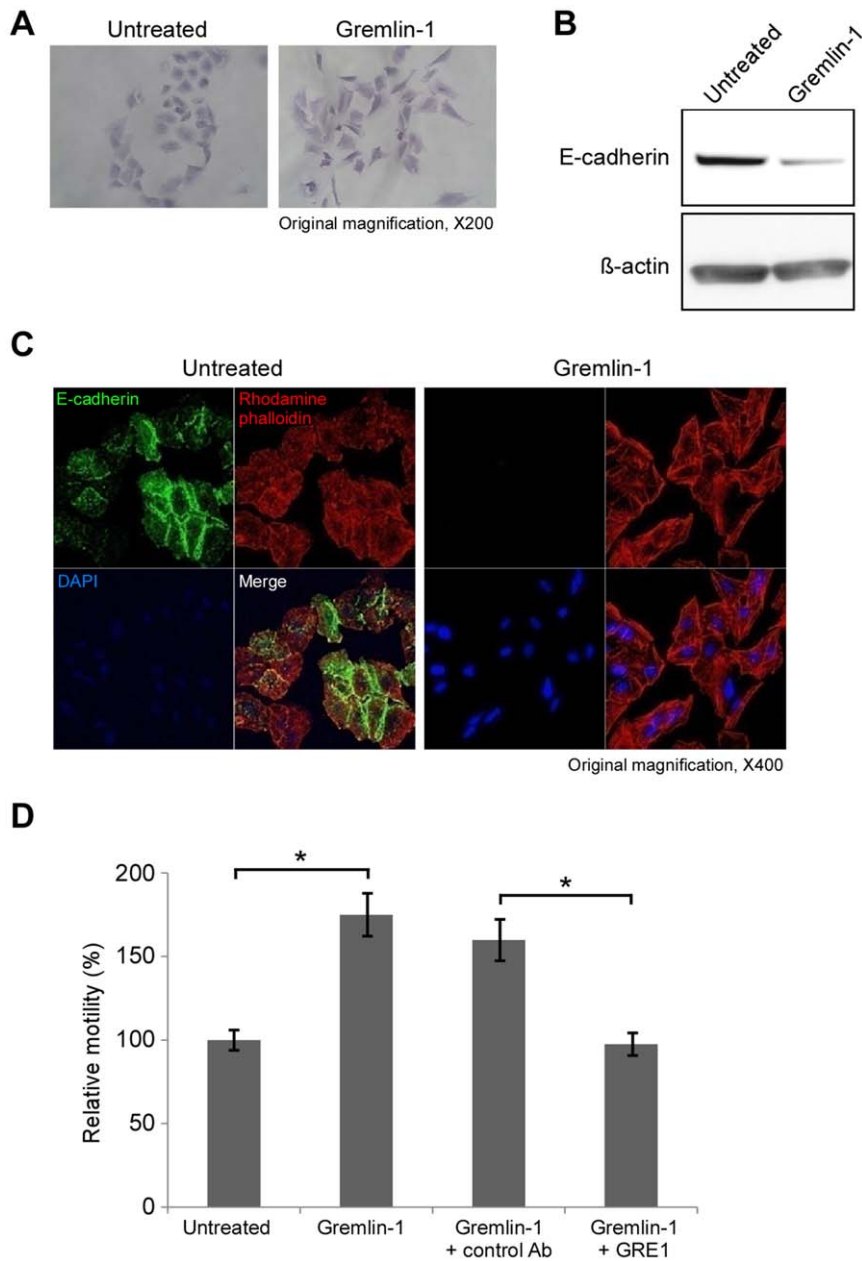 A
Untreated
Gremlin-1
Original magnification, X200
B
Untreated
Gremlin-1
E-cadherin
ß-actin
C
Untreated
Gremlin-1
E-cadherin
Rhodamine
phalloidin
DAPI
Merge
Original magnification, X400
D
Relative motility (%)
200
150
100
50
0
*
*
Untreated
Gremlin-1
Gremlin-1
+ control Ab
Gremlin-1
+ GRE1